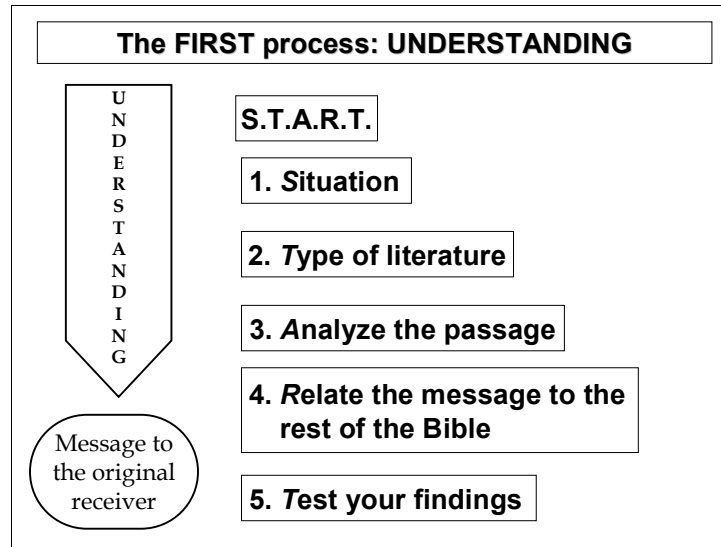 The FIRST process: UNDERSTANDING
UNDERSTANDING
S.T.A.R.T.
1. Situation
2. Type of literature
3. Analyze the passage
4. Relate the message to the
rest of the Bible
5. Test your findings
Message to
the original
receiver